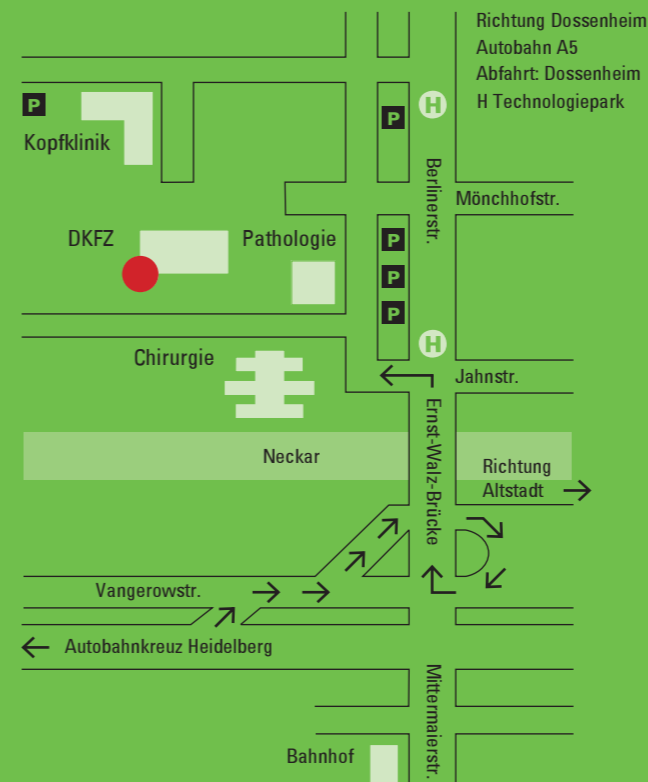 Richtung Dossenheim
Autobahn A5
Abfahrt: Dossenheim
H Technologiepark
P
Kopfklinik
P
H
Berlinerstr.
Mönchhofstr.
DKFZ
Pathologie
P
P
P
H
Chirurgie
Jahnstr.
Ernst-Walz-Brücke
Neckar
Richtung
Altstadt
Vangerowstr.
Autobahnkreuz Heidelberg
Mittermaierstr.
Bahnhof